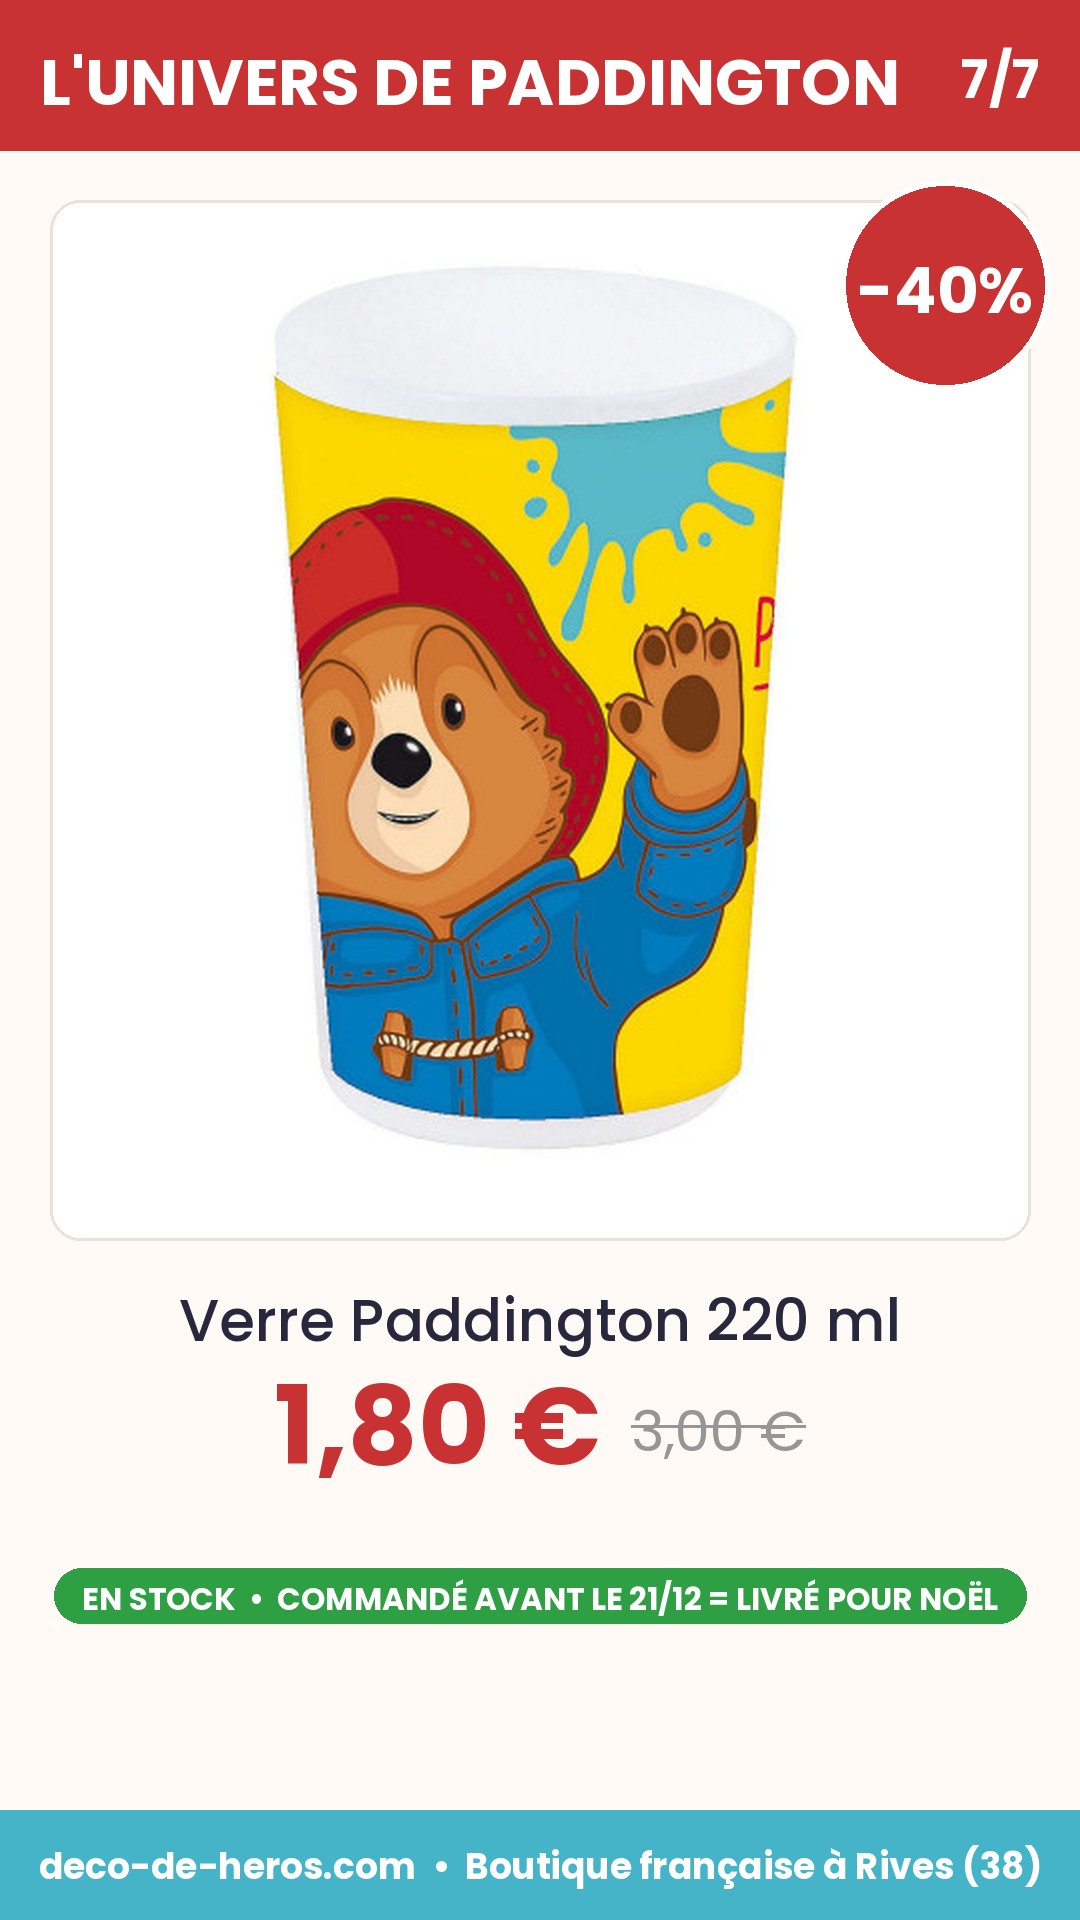 L'UNIVERS DE PADDINGTON 7/7
-40%
P
Verre Paddington 220 ml
1,80 € 3,00 €
EN STOCK • COMMANDÉ AVANT LE 21/12 = LIVRÉ POUR NOËL
deco-de-heros.com • Boutique française à Rives (38)